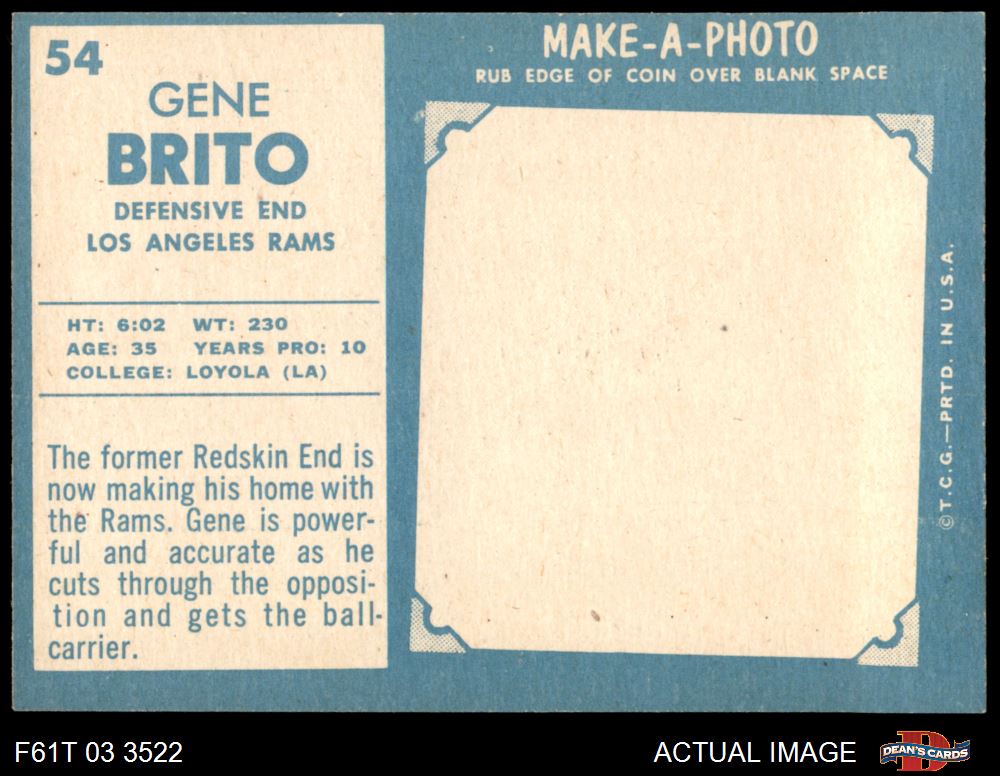 54
GENE
BRITO
DEFENSIVE END
LOS ANGELES RAMS
HT: 6:02 WT: 230
AGE: 35 YEARS PRO: 10
COLLEGE: LOYOLA (LA)
The former Redskin End is
now making his home with
the Rams. Gene is power-
ful and accurate as he
cuts through the opposi-
tion and gets the ball-
carrier.
MAKE-A-PHOTO
RUB EDGE OF COIN OVER BLANK SPACE
©T.C.G.—PRTD. IN U.S.A.
F61T 03 3522
ACTUAL IMAGE
D
DEAN'S CARDS